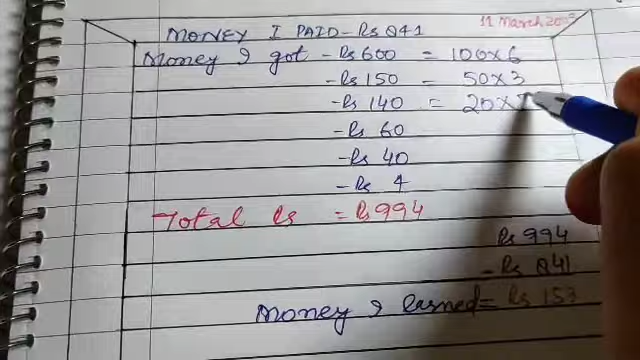 11 March
MONEY I PAID - Rs 841
Money I got - Rs 600 = 100x6
- Rs 150 - 50x3
- Rs 140 = 20x7
- Rs 60
- Rs 40
- Rs 4
Total Rs = Rs 994
Rs 994
- Rs 841
Money I earned = Rs 153